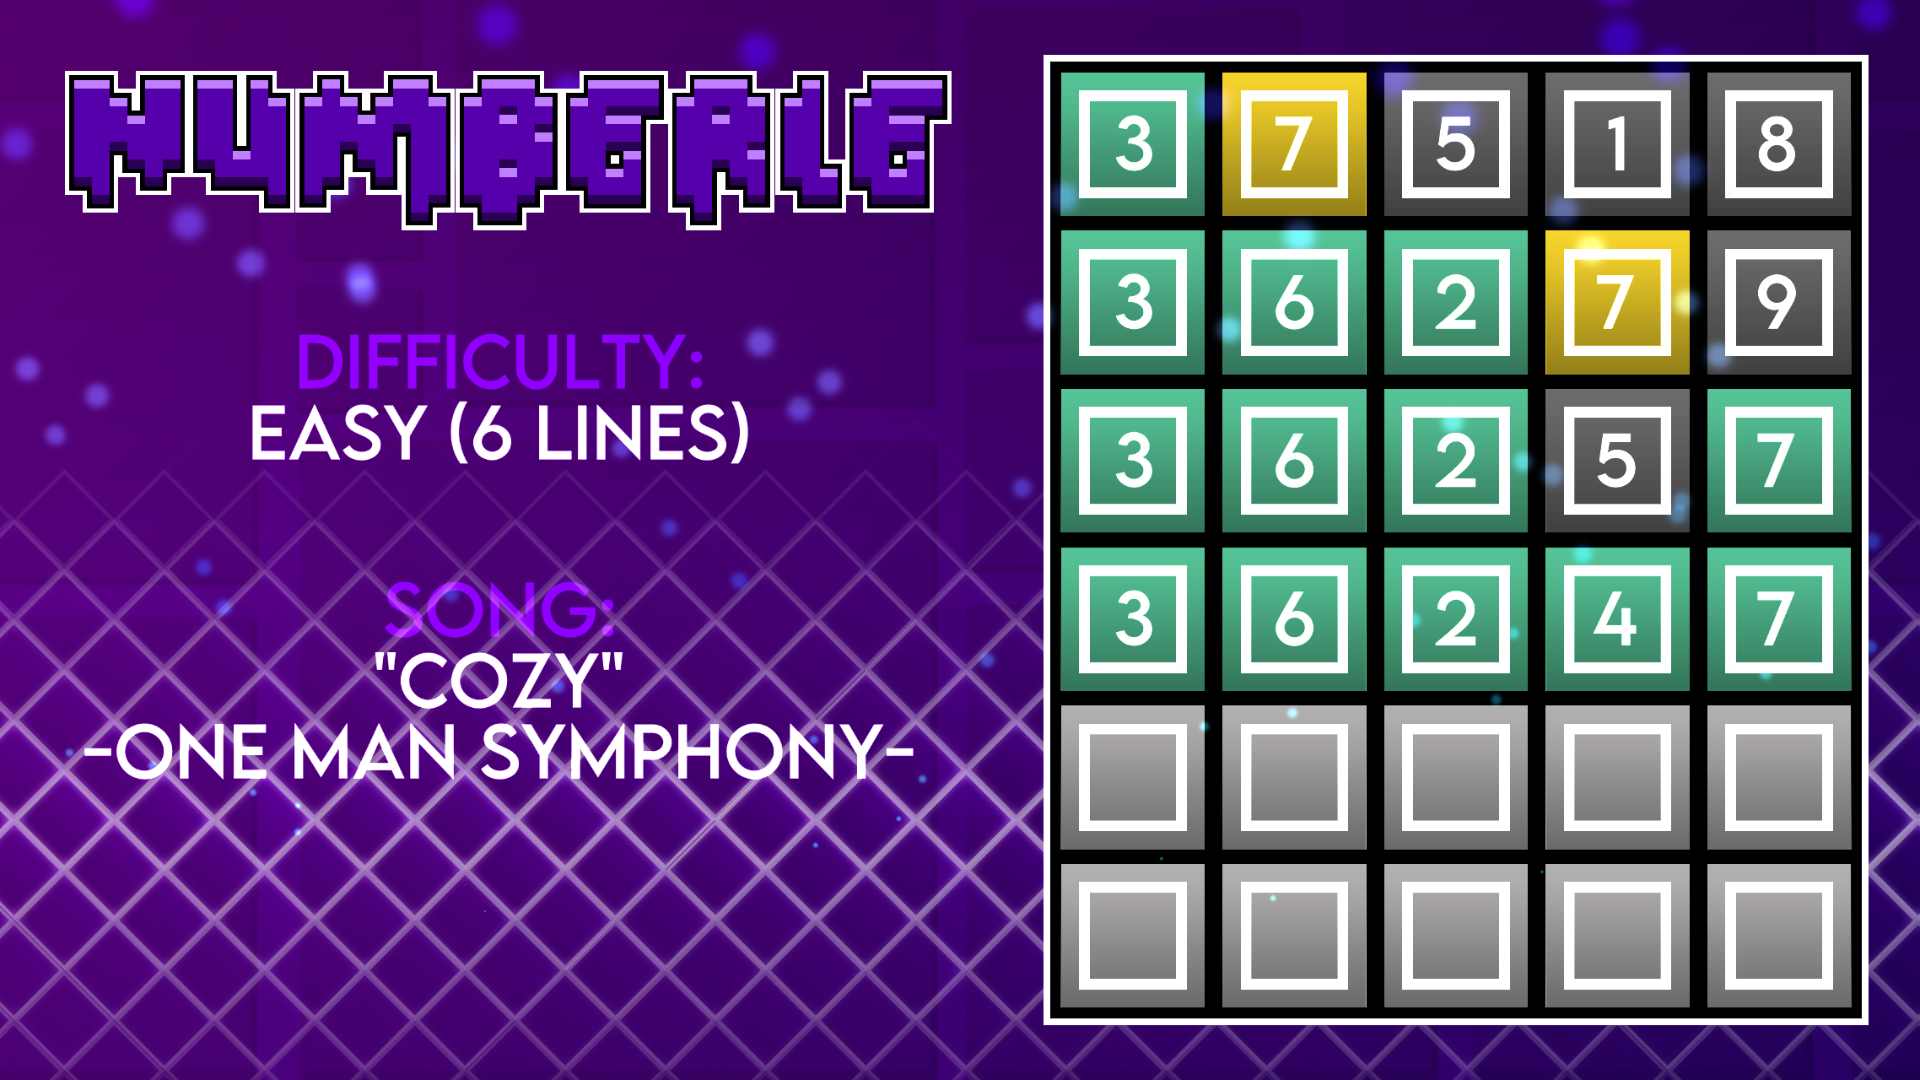 NUMBERLE
DIFFICULTY:
EASY (6 LINES)
SONG:
"COZY"
-ONE MAN SYMPHONY-
3 7 5 1 8
3 6 2 7 9
3 6 2 5 7
3 6 2 4 7